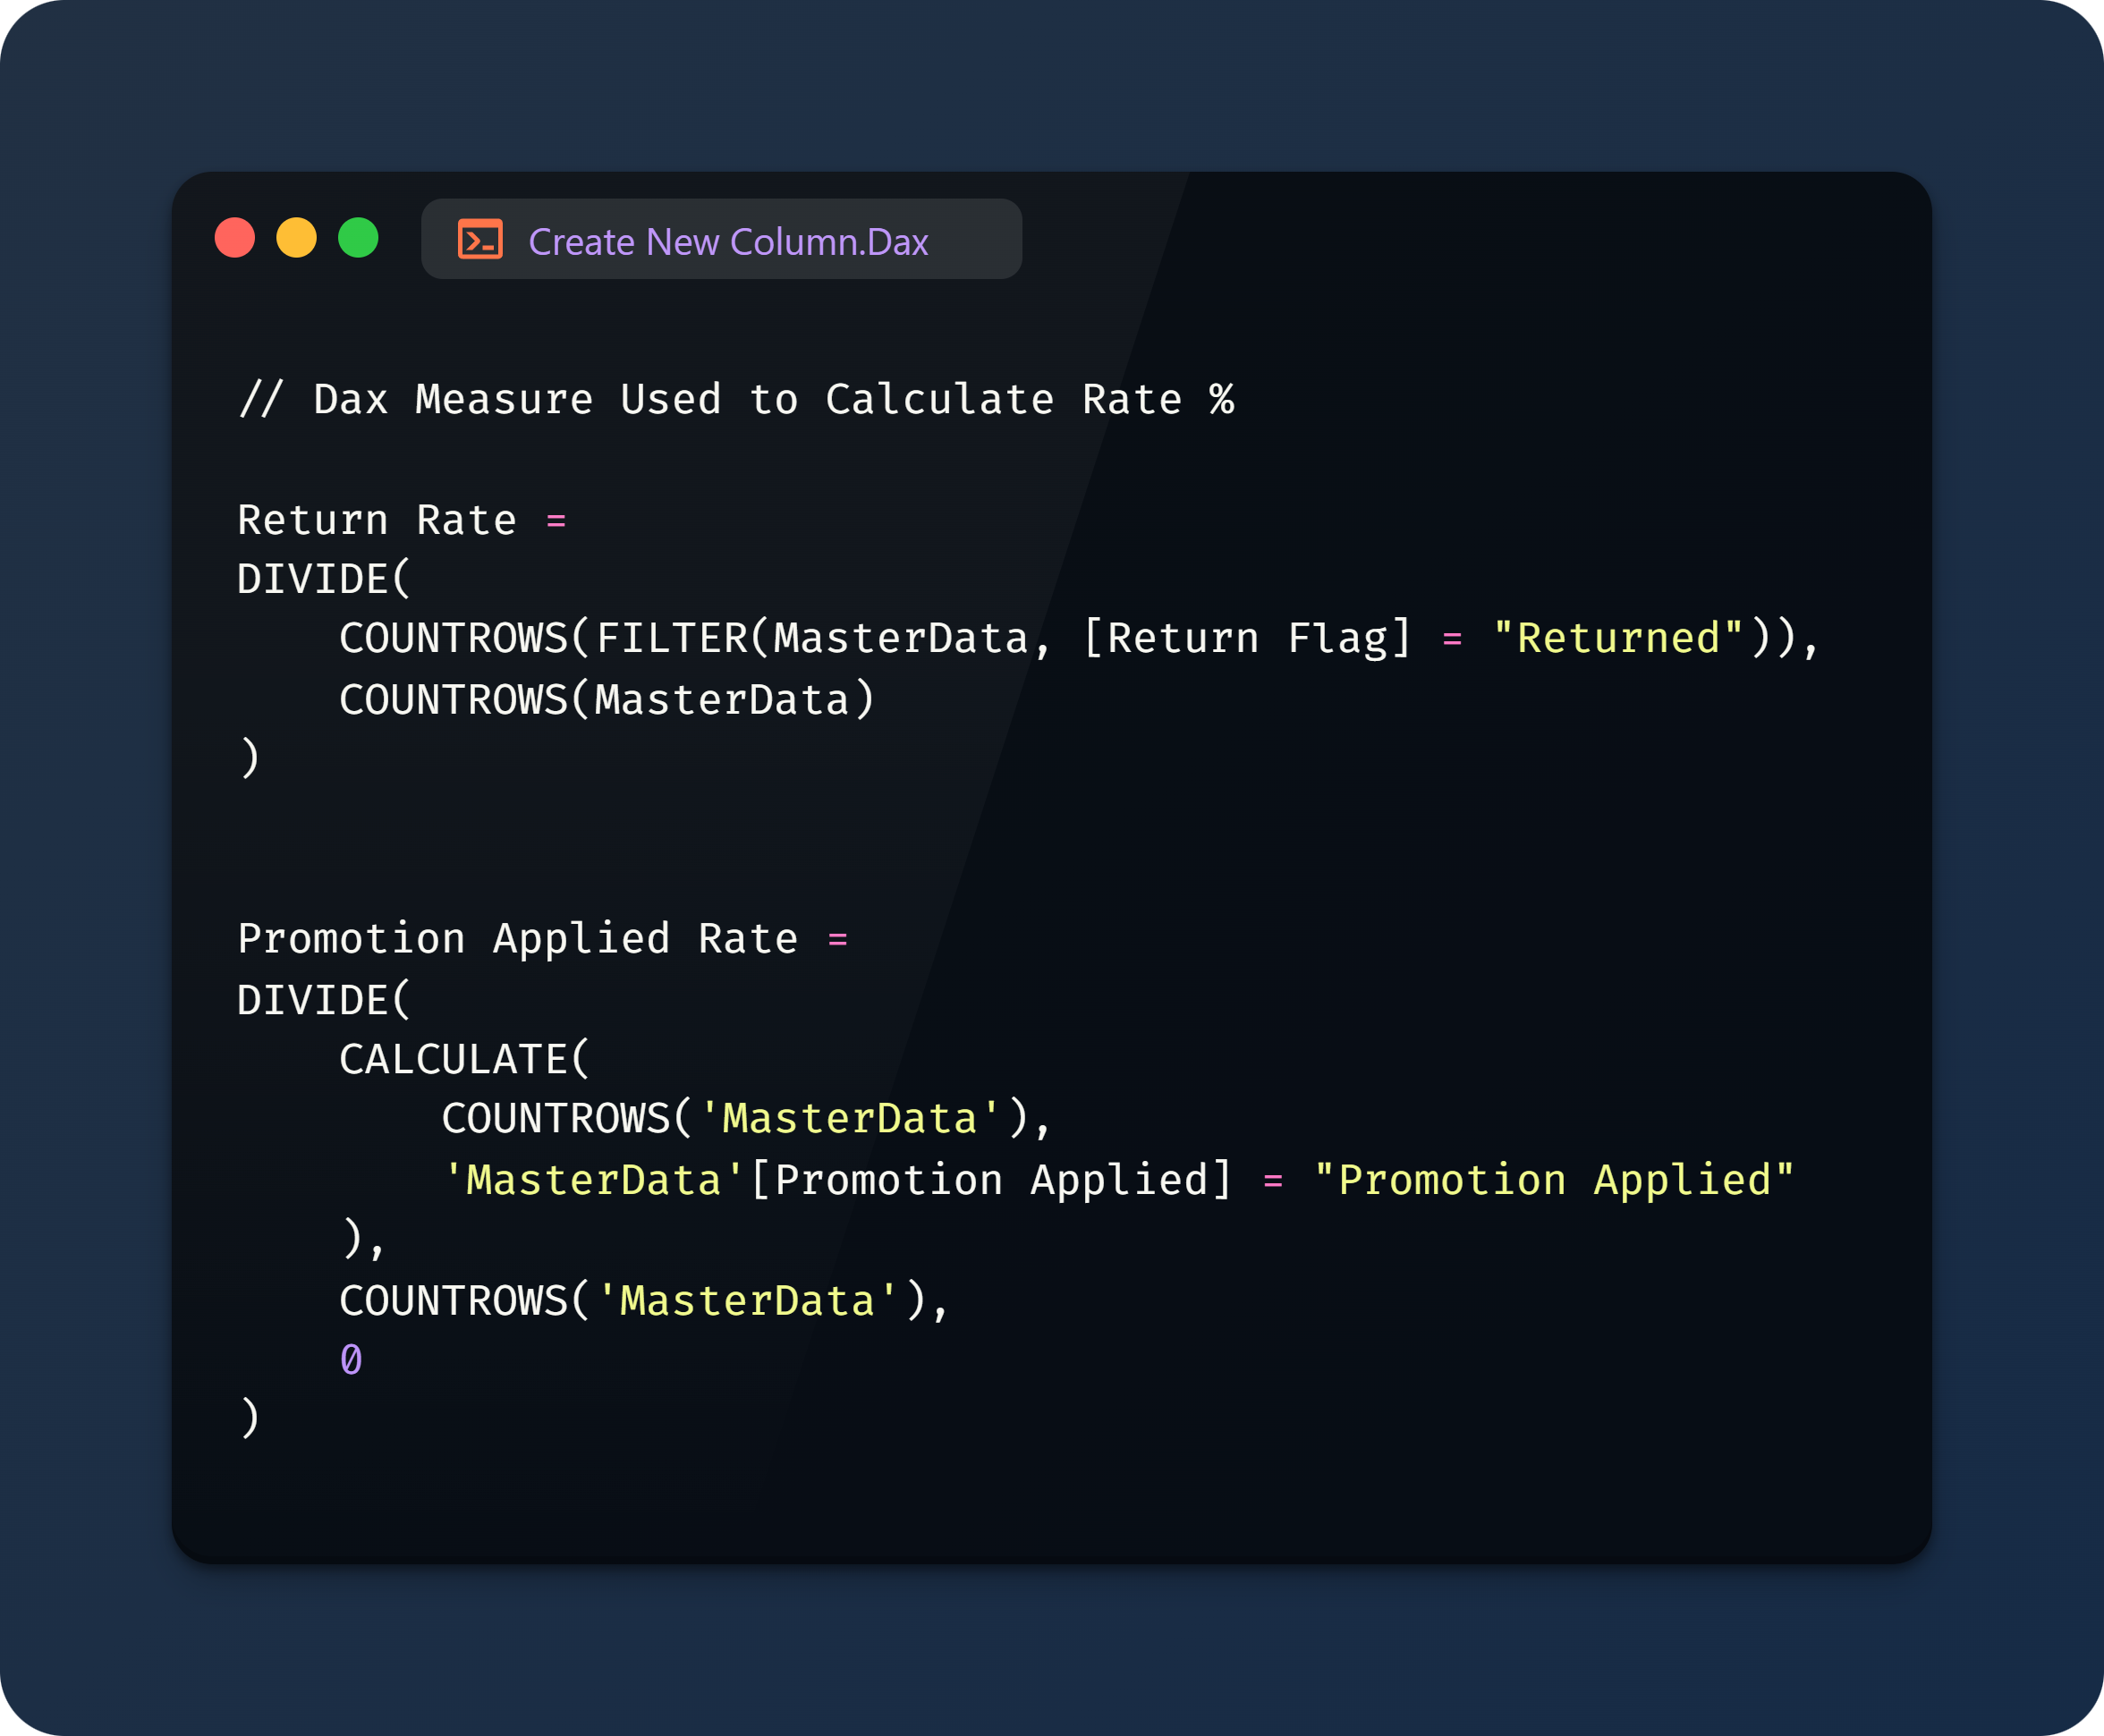 Create New Column.Dax
// Dax Measure Used to Calculate Rate %
Return Rate =
DIVIDE(
    COUNTROWS(FILTER(MasterData, [Return Flag] = "Returned")),
    COUNTROWS(MasterData)
)
Promotion Applied Rate =
DIVIDE(
    CALCULATE(
        COUNTROWS('MasterData'),
        'MasterData'[Promotion Applied] = "Promotion Applied"
    ),
    COUNTROWS('MasterData'),
    0
)